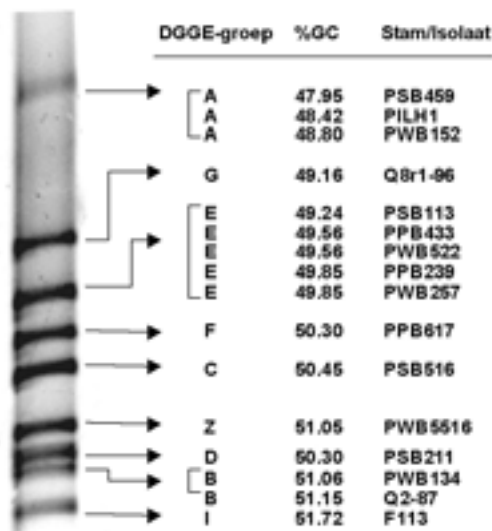 DGGE-groep %GC Stam/Isolaat
A 47.95 PSB459
A 48.42 PILH1
A 48.80 PWB152
G 49.16 Q8r1-96
E 49.24 PSB113
E 49.56 PPB433
E 49.56 PWB522
E 49.85 PPB239
E 49.85 PWB257
F 50.30 PPB617
C 50.45 PSB516
Z 51.05 PWB5516
D 50.30 PSB211
B 51.06 PWB134
B 51.15 Q2-87
I 51.72 F113